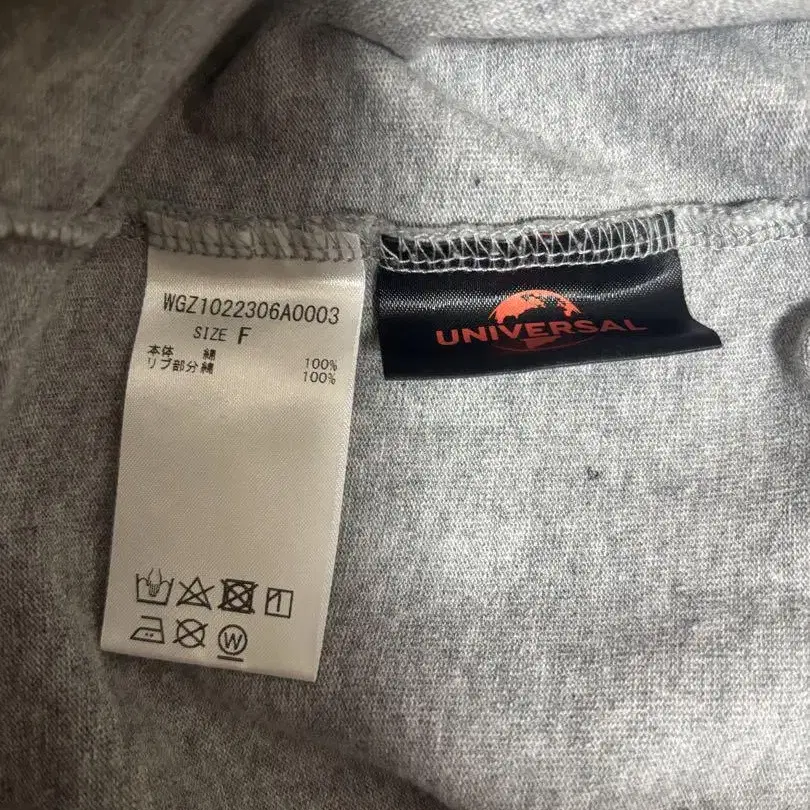 WGZ1022306A0003
SIZE F
本体 綿 100%
リブ部分綿 100%
UNIVERSAL
W